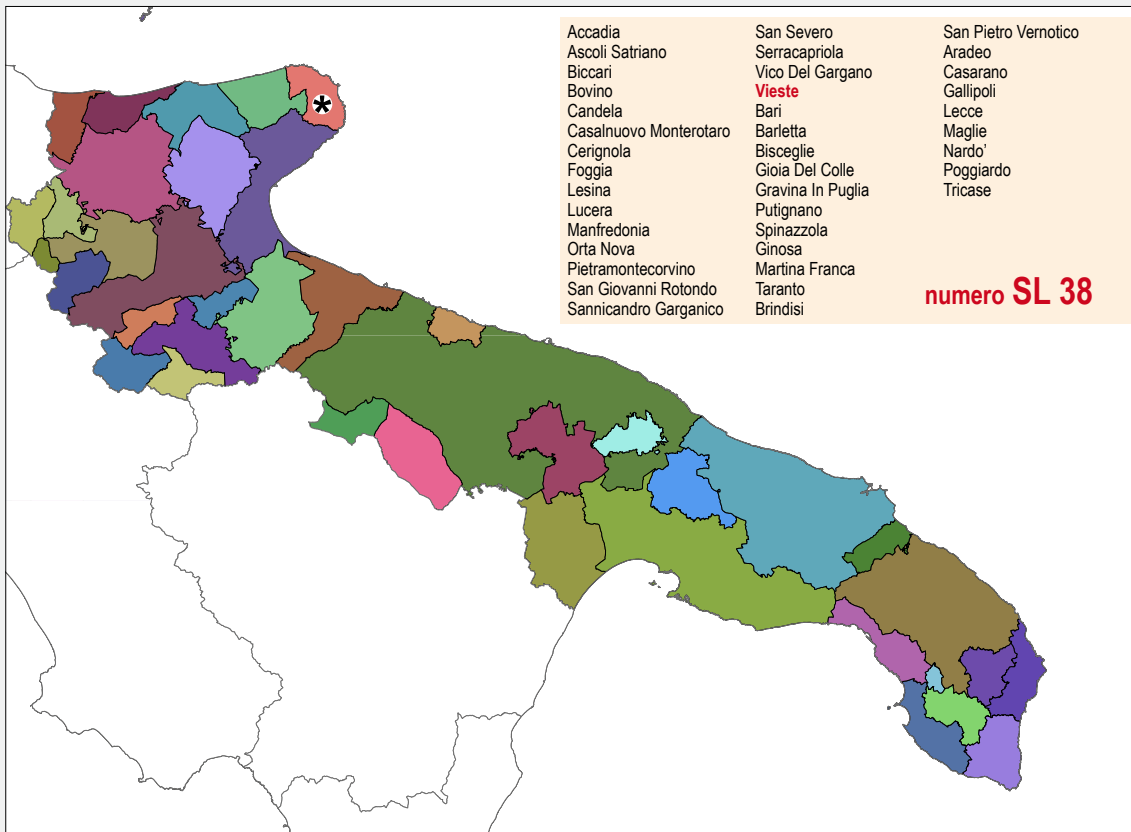 Accadia
Ascoli Satriano
Biccari
Bovino
Candela
Casalnuovo Monterotaro
Cerignola
Foggia
Lesina
Lucera
Manfredonia
Orta Nova
Pietramontecorvino
San Giovanni Rotondo
Sannicandro Garganico
San Severo
Serracapriola
Vico Del Gargano
Vieste
Bari
Barletta
Bisceglie
Gioia Del Colle
Gravina In Puglia
Putignano
Spinazzola
Ginosa
Martina Franca
Taranto
Brindisi
San Pietro Vernotico
Aradeo
Casarano
Gallipoli
Lecce
Maglie
Nardo'
Poggiardo
Tricase
numero SL 38
*